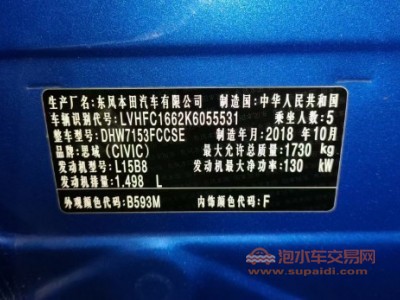 生产厂名：东风本田汽车有限公司 制造国：中华人民共和国
车辆识别代号：LVHFC1662K6055531 乘坐人数：5
整车型号：DHW7153FCCSE 制造年月：2018 年 10月
品牌：思域（CIVIC） 最大允许总质量：1730 kg
发动机型号：L15B8 发动机最大净功率：130 kW
发动机排量：1.498 L
外观颜色代码：B593M 内饰颜色代码：F
泡水车交易网
www.supaidi.com